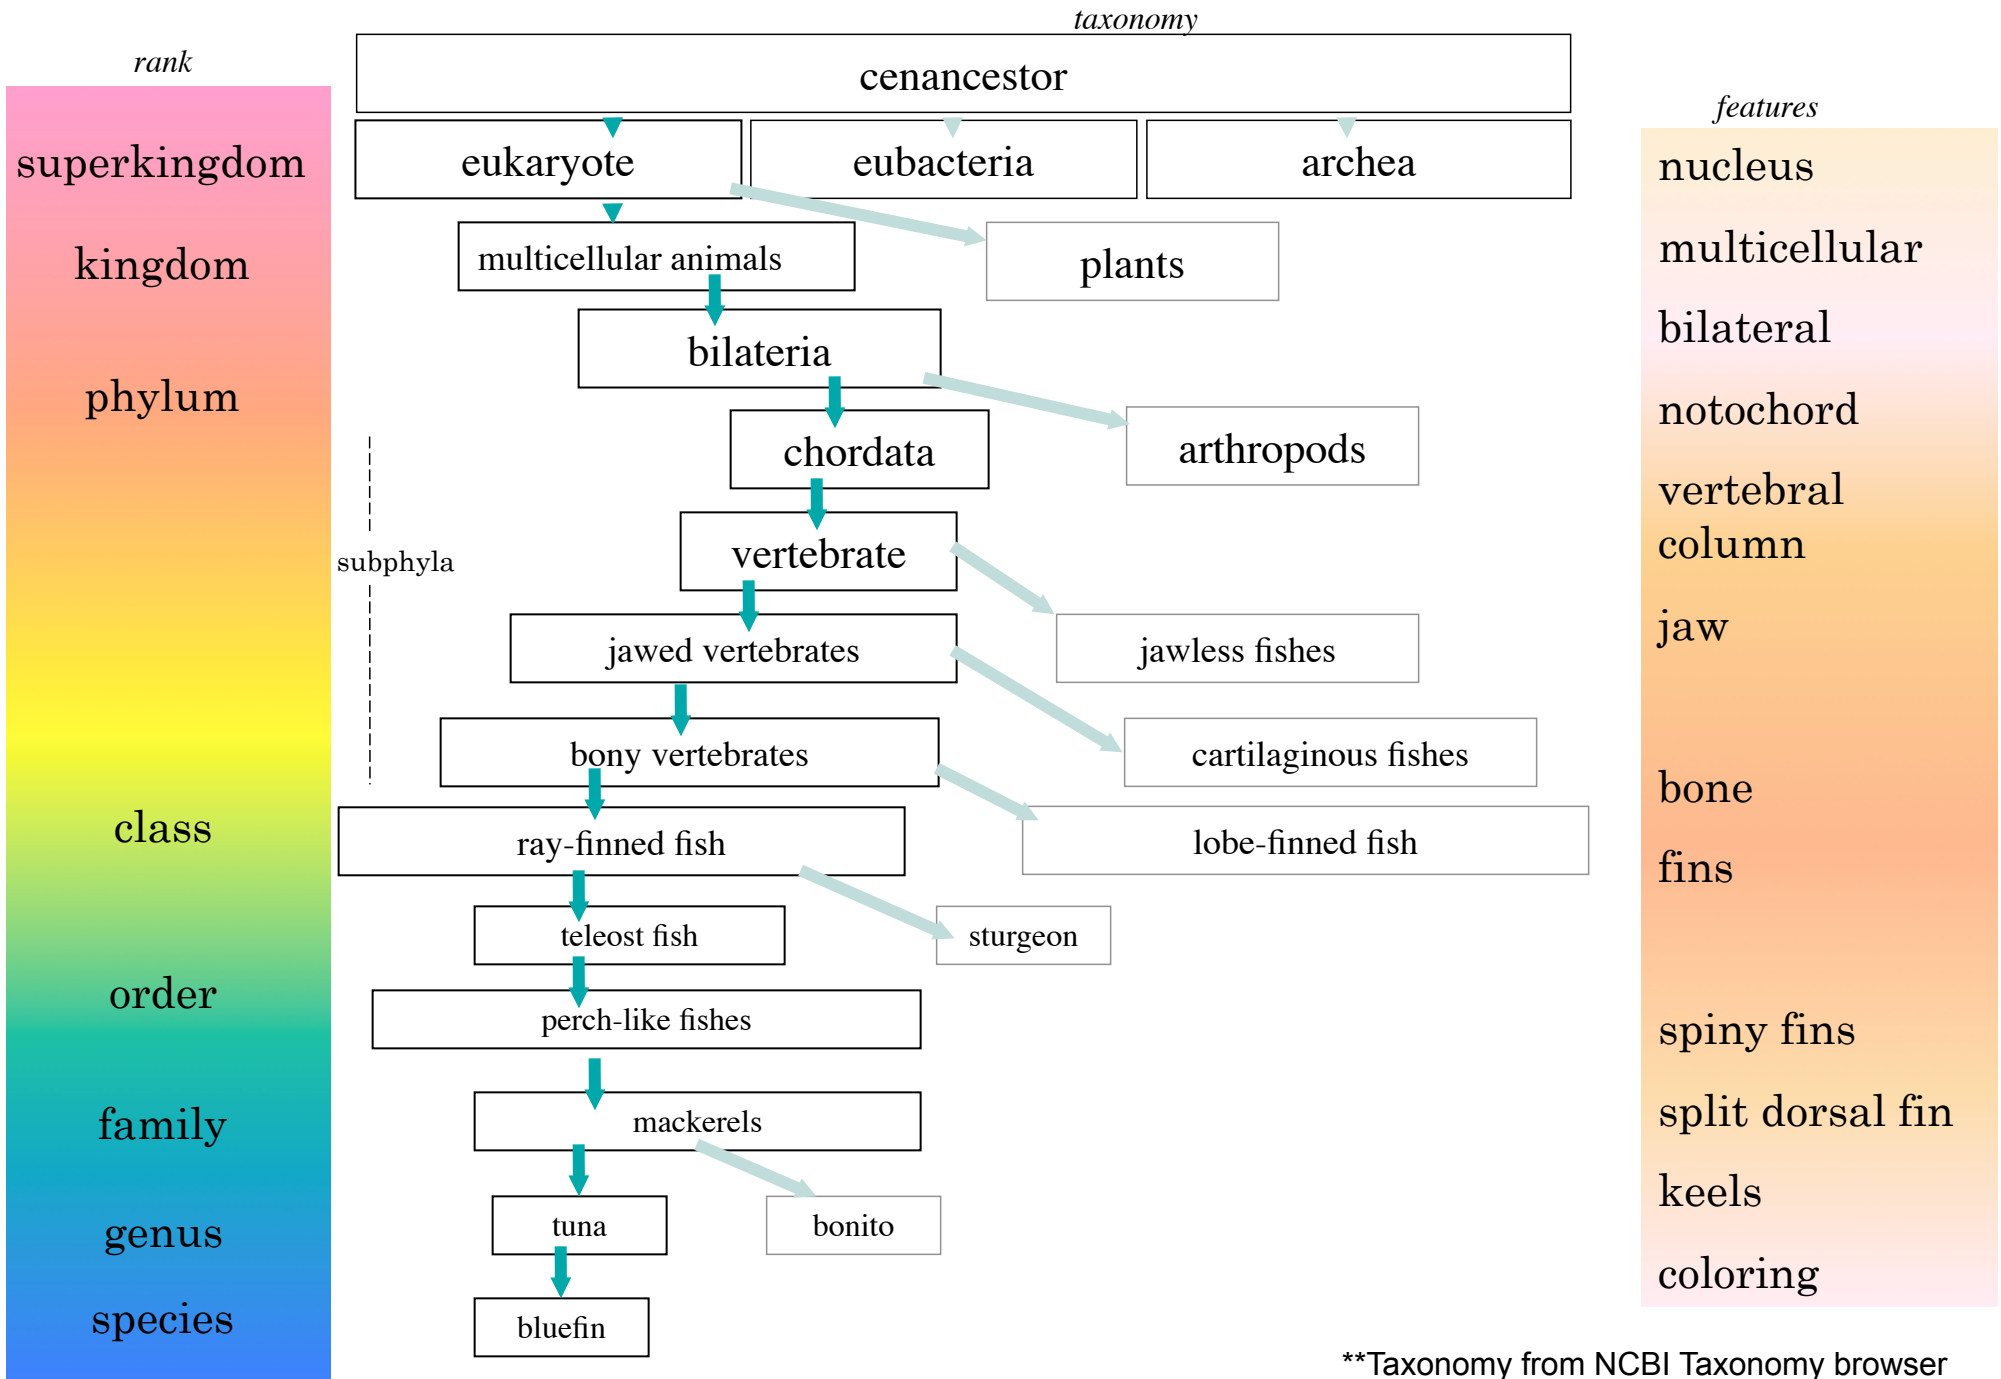 taxonomy
rank
cenancestor
features
superkingdom
eukaryote
eubacteria
archea
nucleus
kingdom
multicellular animals
plants
multicellular
bilateria
bilateral
phylum
chordata
arthropods
notochord
vertebral
column
subphyla
vertebrate
jawed vertebrates
jawless fishes
jaw
bony vertebrates
cartilaginous fishes
bone
class
ray-finned fish
lobe-finned fish
fins
teleost fish
sturgeon
order
perch-like fishes
spiny fins
family
mackerels
split dorsal fin
keels
genus
tuna
bonito
coloring
species
bluefin
**Taxonomy from NCBI Taxonomy browser